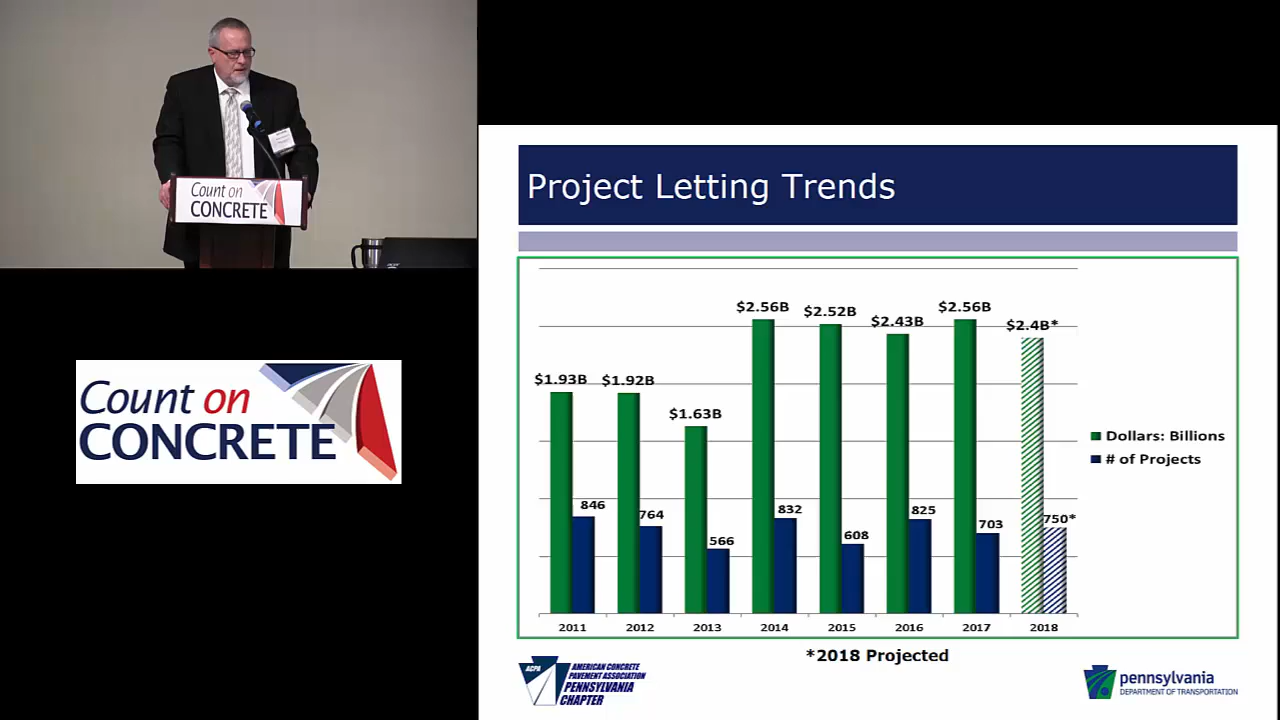 Count on
CONCRETE
Count on
CONCRETE
Project Letting Trends
$1.93B
$1.92B
$1.63B
$2.56B
$2.52B
$2.43B
$2.56B
$2.4B*
846
764
566
832
608
825
703
750*
Dollars: Billions
# of Projects
2011
2012
2013
2014
2015
2016
2017
2018
*2018 Projected
ACPA
AMERICAN CONCRETE
PAVEMENT ASSOCIATION
PENNSYLVANIA
CHAPTER
pennsylvania
DEPARTMENT OF TRANSPORTATION